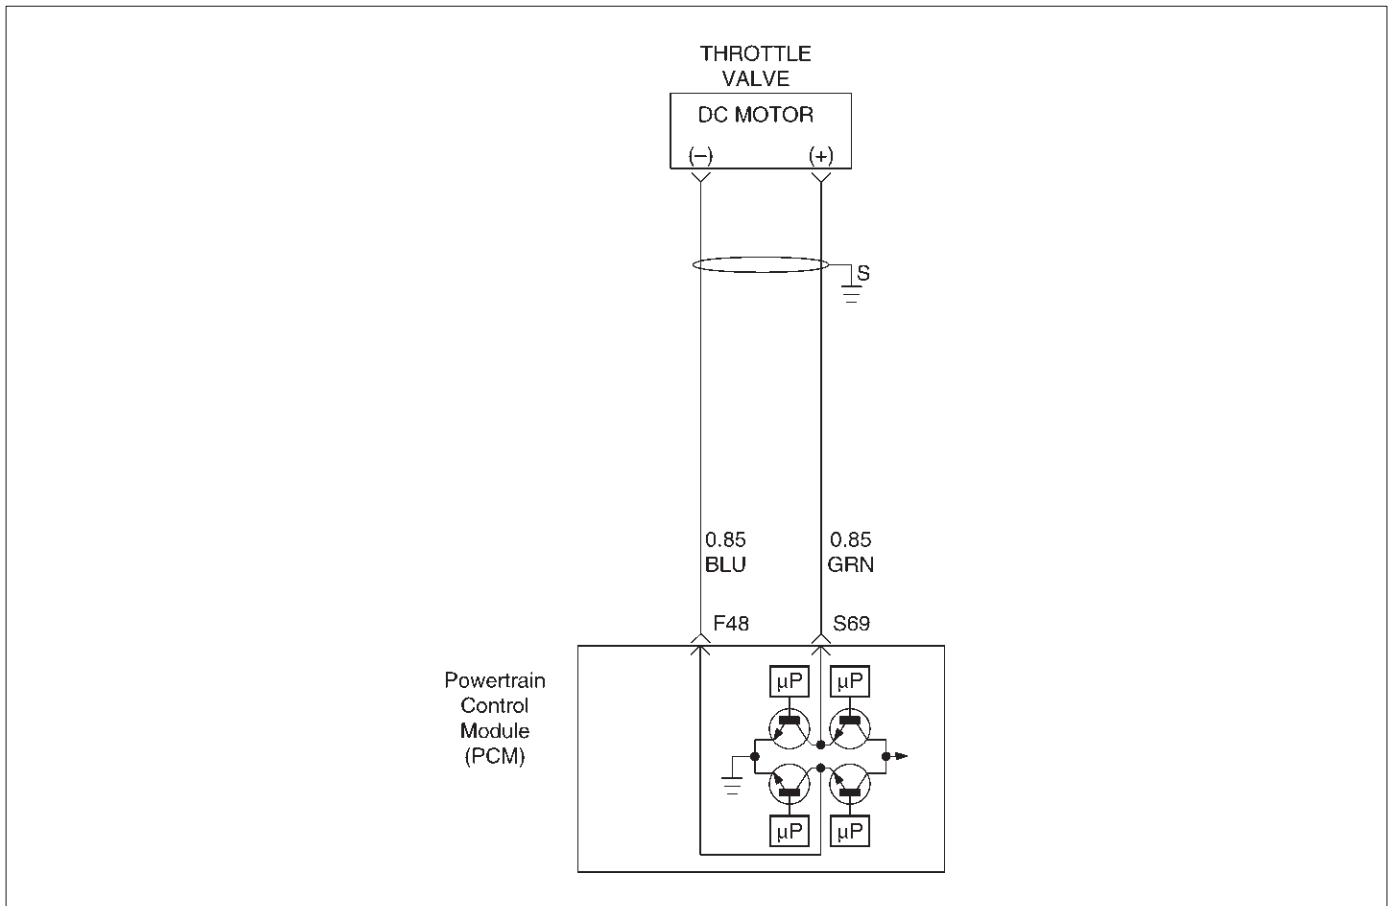 THROTTLE
VALVE
DC MOTOR
(−) (+)
S
0.85 0.85
BLU GRN
F48 S69
Powertrain
Control
Module
(PCM)
µP µP
µP µP